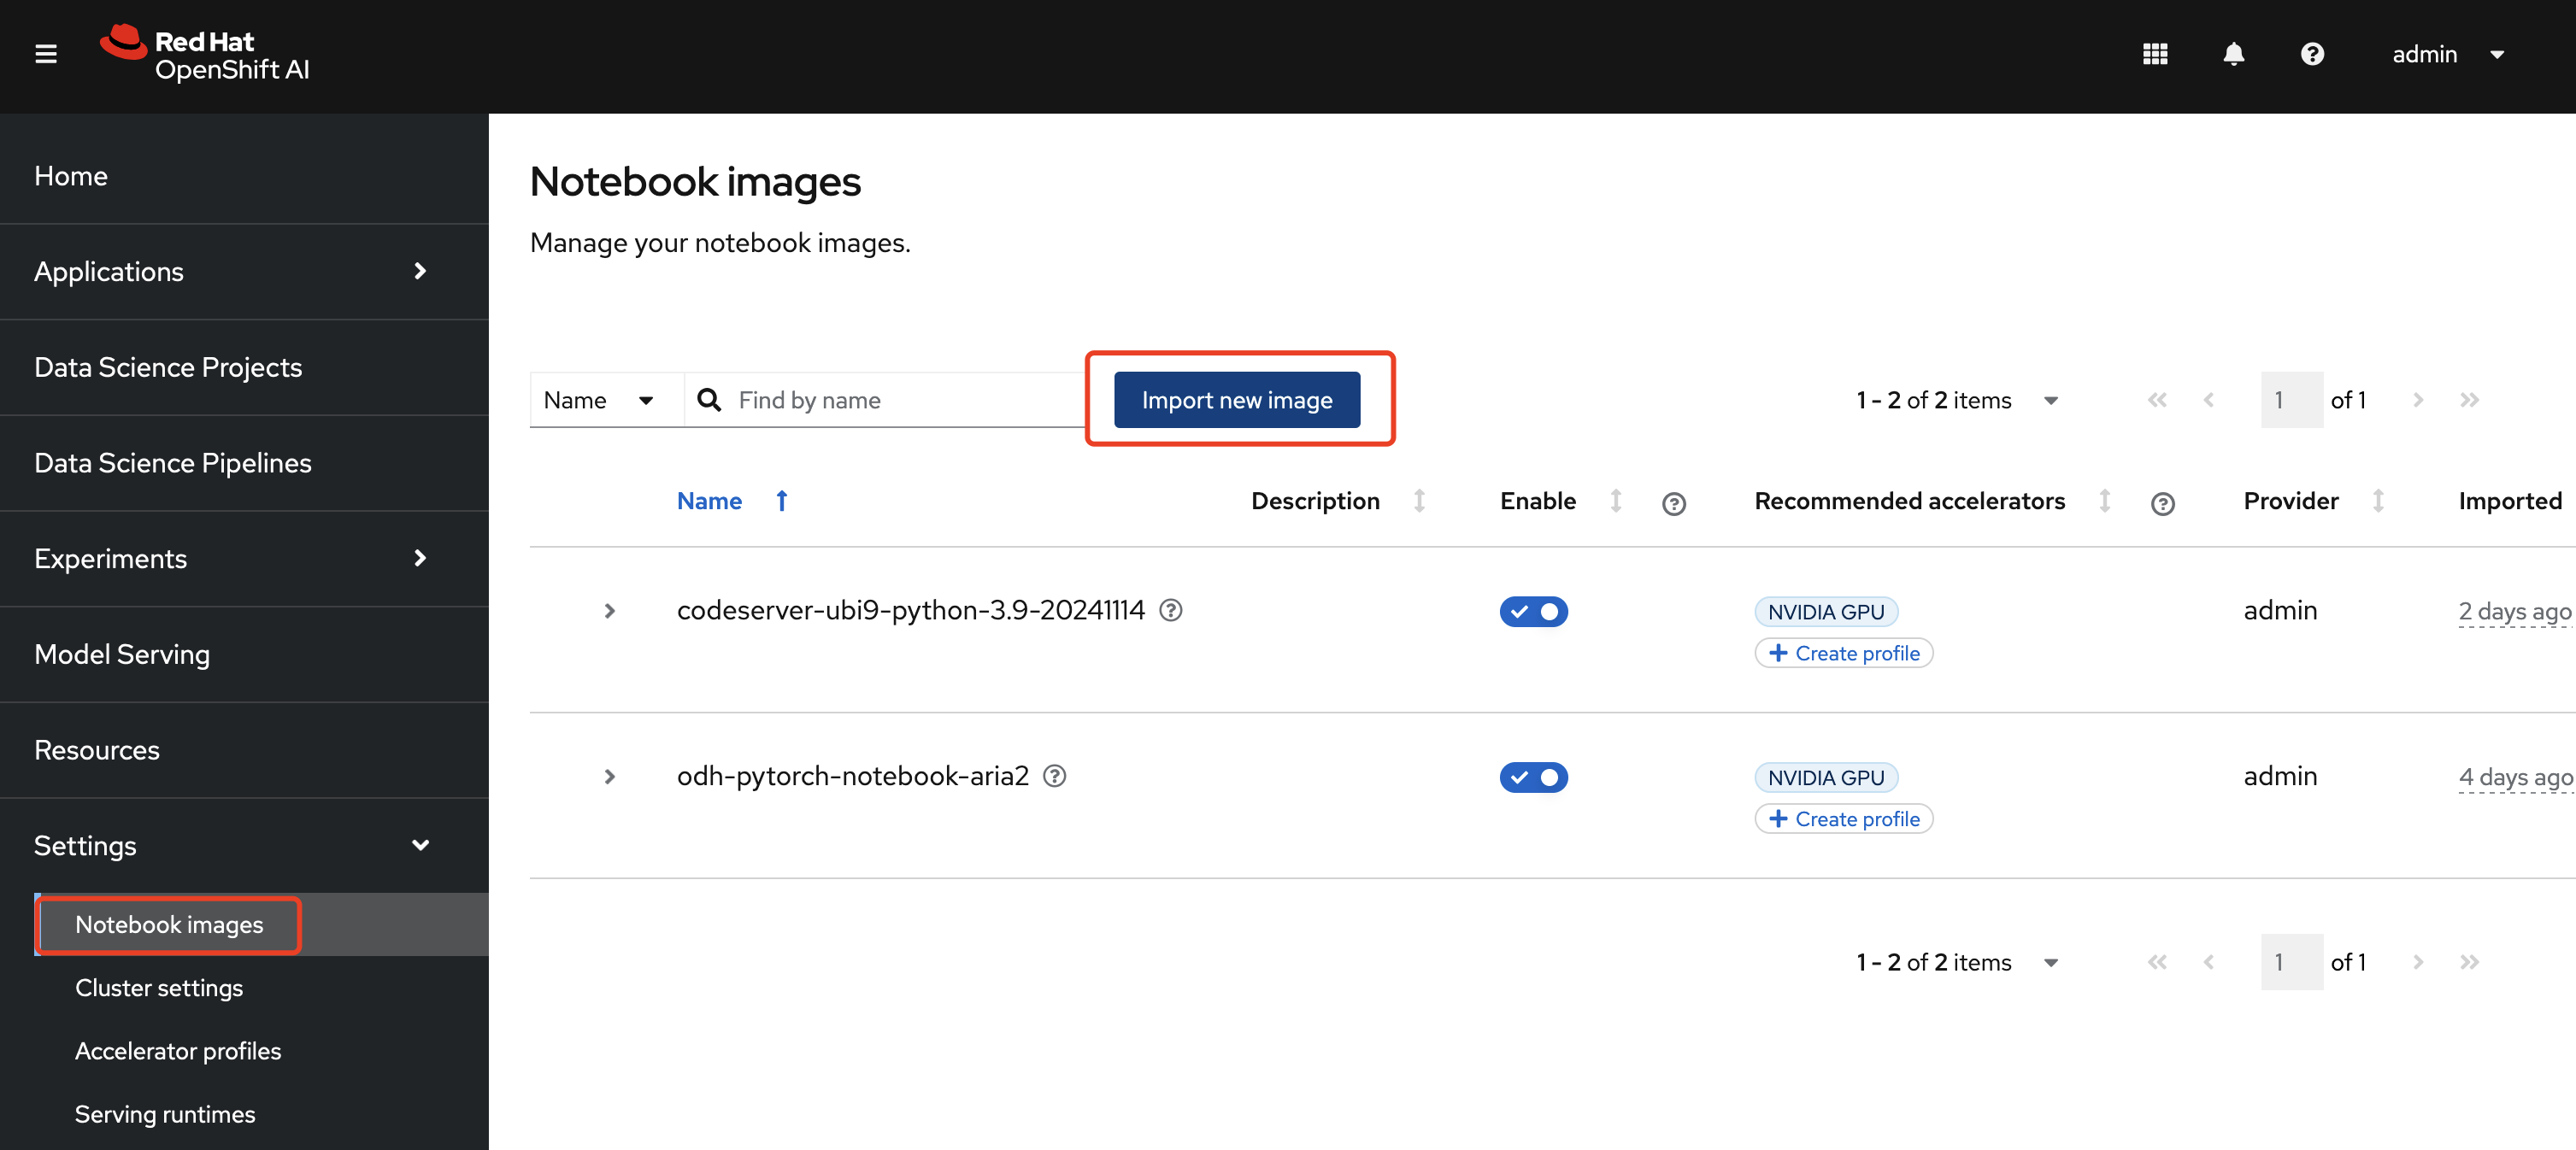 Red Hat
OpenShift AI
admin
Home
Applications
Data Science Projects
Data Science Pipelines
Experiments
Model Serving
Resources
Settings
Notebook images
Cluster settings
Accelerator profiles
Serving runtimes
Notebook images
Manage your notebook images.
Name Find by name Import new image 1 - 2 of 2 items 1 of 1
Name Description Enable Recommended accelerators Provider Imported
codeserver-ubi9-python-3.9-20241114 NVIDIA GPU admin 2 days ago
Create profile
odh-pytorch-notebook-aria2 NVIDIA GPU admin 4 days ago
Create profile
1 - 2 of 2 items 1 of 1